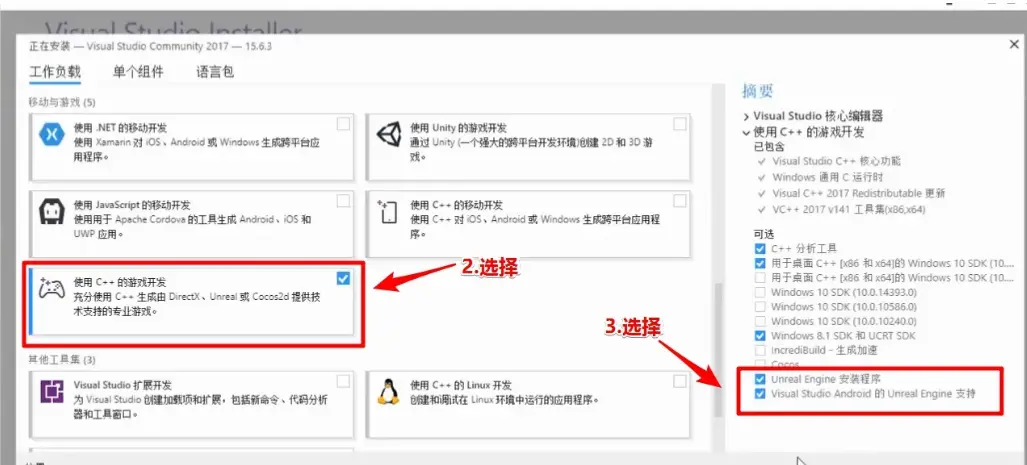 Visual Studio Installer
正在安装 — Visual Studio Community 2017 — 15.6.3
工作负载 单个组件 语言包
移动与游戏 (5)
使用 .NET 的移动开发
使用 Xamarin 对 iOS、Android 或 Windows 生成跨平台应
用程序。
使用 Unity 的游戏开发
通过 Unity (一个强大的跨平台开发环境)创建 2D 和 3D 游
戏。
使用 JavaScript 的移动开发
使用用于 Apache Cordova 的工具生成 Android、iOS 和
UWP 应用。
使用 C++ 的移动开发
使用 C++ 对 iOS、Android 或 Windows 生成跨平台应用程
序。
使用 C++ 的游戏开发
充分使用 C++ 生成由 DirectX、Unreal 或 Cocos2d 提供技
术支持的专业游戏。
2.选择
其他工具集 (3)
Visual Studio 扩展开发
为 Visual Studio 创建加载项和扩展，包括新命令、代码分析
器和工具窗口。
使用 C++ 的 Linux 开发
创建和调试在 Linux 环境中运行的应用程序。
摘要
Visual Studio 核心编辑器
使用 C++ 的游戏开发
已包含
Visual Studio C++ 核心功能
Windows 通用 C 运行时
Visual C++ 2017 Redistributable 更新
VC++ 2017 v141 工具集(x86,x64)
可选
C++ 分析工具
用于桌面 C++ [x86 和 x64]的 Windows 10 SDK (10....
用于桌面 C++ [x86 和 x64]的 Windows 10 SDK (10....
Windows 10 SDK (10.0.14393.0)
Windows 10 SDK (10.0.10586.0)
Windows 10 SDK (10.0.10240.0)
Windows 8.1 SDK 和 UCRT SDK
IncrediBuild - 生成加速
Cocos
3.选择
Unreal Engine 安装程序
Visual Studio Android 的 Unreal Engine 支持